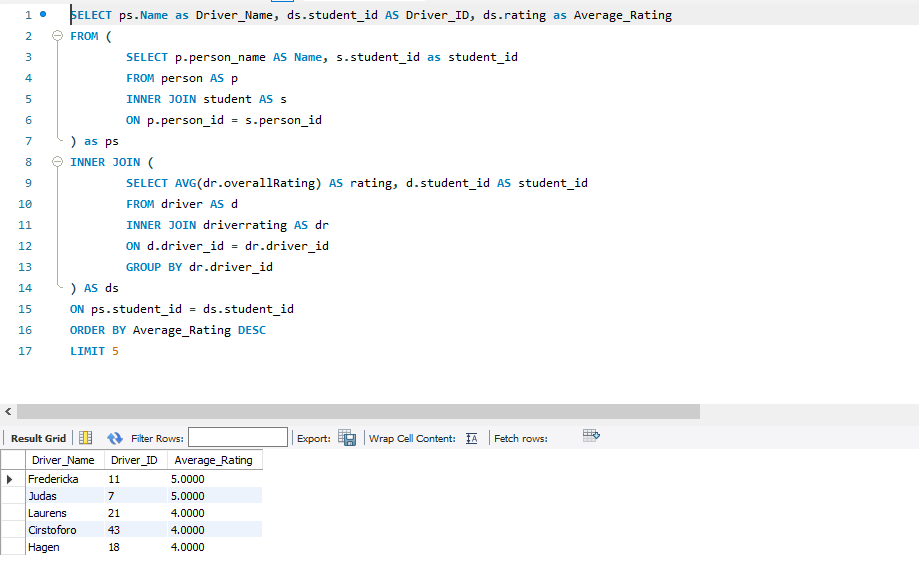 1 SELECT ps.Name as Driver_Name, ds.student_id AS Driver_ID, ds.rating as Average_Rating
2 FROM (
3 SELECT p.person_name AS Name, s.student_id as student_id
4 FROM person AS p
5 INNER JOIN student AS s
6 ON p.person_id = s.person_id
7 ) as ps
8 INNER JOIN (
9 SELECT AVG(dr.overallRating) AS rating, d.student_id AS student_id
10 FROM driver AS d
11 INNER JOIN driverrating AS dr
12 ON d.driver_id = dr.driver_id
13 GROUP BY dr.driver_id
14 ) AS ds
15 ON ps.student_id = ds.student_id
16 ORDER BY Average_Rating DESC
17 LIMIT 5
Result Grid Filter Rows: Export: Wrap Cell Content: IA Fetch rows:
Driver_Name Driver_ID Average_Rating
Fredericka 11 5.0000
Judas 7 5.0000
Laurens 21 4.0000
Cirstoforo 43 4.0000
Hagen 18 4.0000